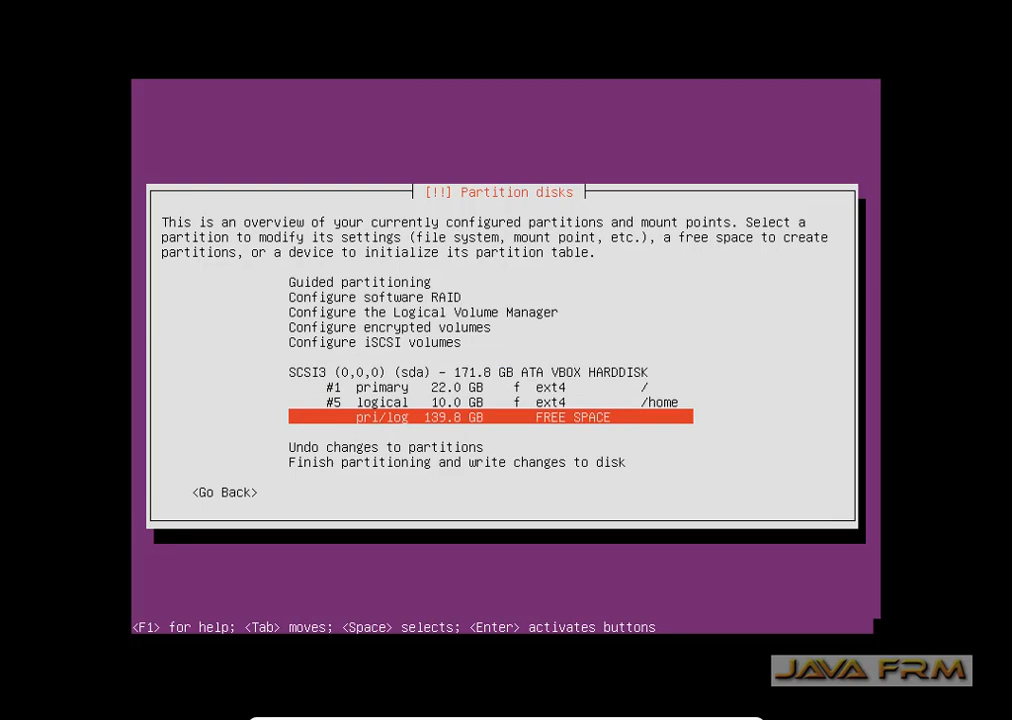 [!!] Partition disks
This is an overview of your currently configured partitions and mount points. Select a
partition to modify its settings (file system, mount point, etc.), a free space to create
partitions, or a device to initialize its partition table.
Guided partitioning
Configure software RAID
Configure the Logical Volume Manager
Configure encrypted volumes
Configure iSCSI volumes
SCSI3 (0,0,0) (sda) - 171.8 GB ATA VBOX HARDDISK
#1 primary 22.0 GB f ext4 /
#5 logical 10.0 GB f ext4 /home
pri/log 139.8 GB FREE SPACE
Undo changes to partitions
Finish partitioning and write changes to disk
<Go Back>
<F1> for help; <Tab> moves; <Space> selects; <Enter> activates buttons
JAVA FRM